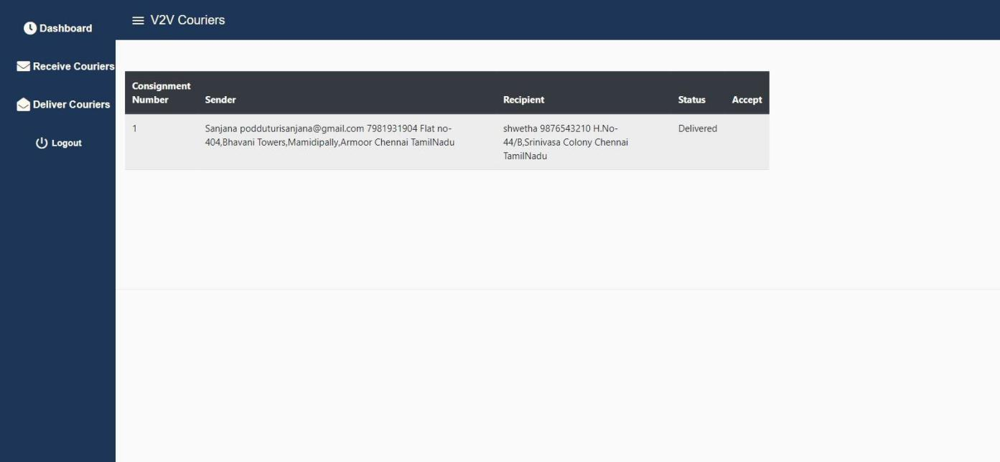 Dashboard
Receive Couriers
Deliver Couriers
Logout
V2V Couriers
Consignment
Number Sender Recipient Status Accept
1 Sanjana podduturisanjana@gmail.com 7981931904 Flat no- shwetha 9876543210 H.No- Delivered
404,Bhavani Towers,Mamidipally,Armoor Chennai TamilNadu 44/B,Srinivasa Colony Chennai
TamilNadu